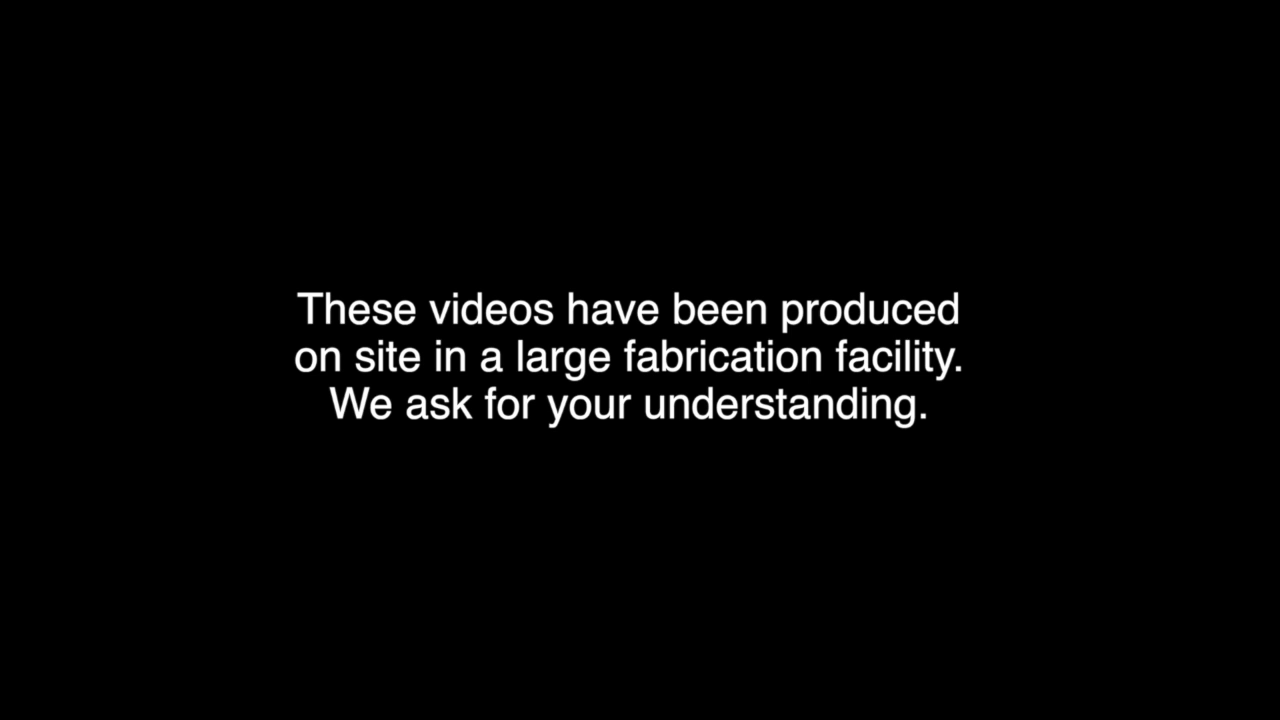 These videos have been produced
on site in a large fabrication facility.
We ask for your understanding.